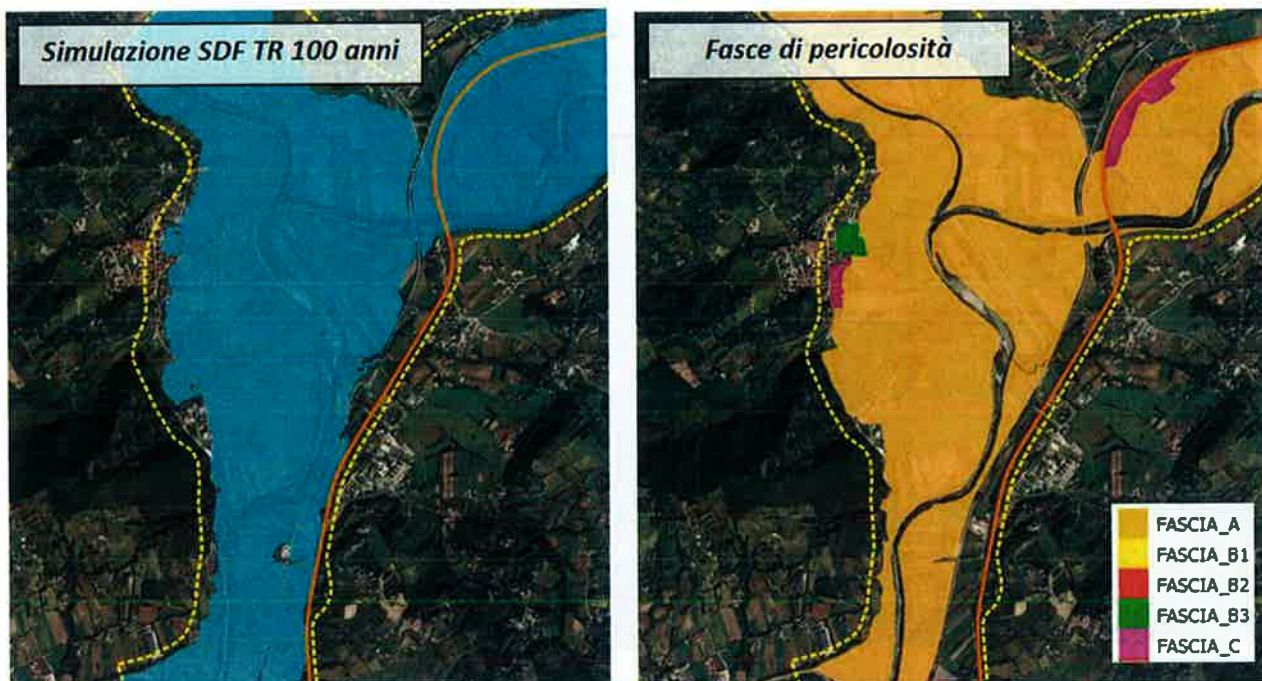 Simulazione SDF TR 100 anni
Fasce di pericolosità
FASCIA_A
FASCIA_B1
FASCIA_B2
FASCIA_B3
FASCIA_C